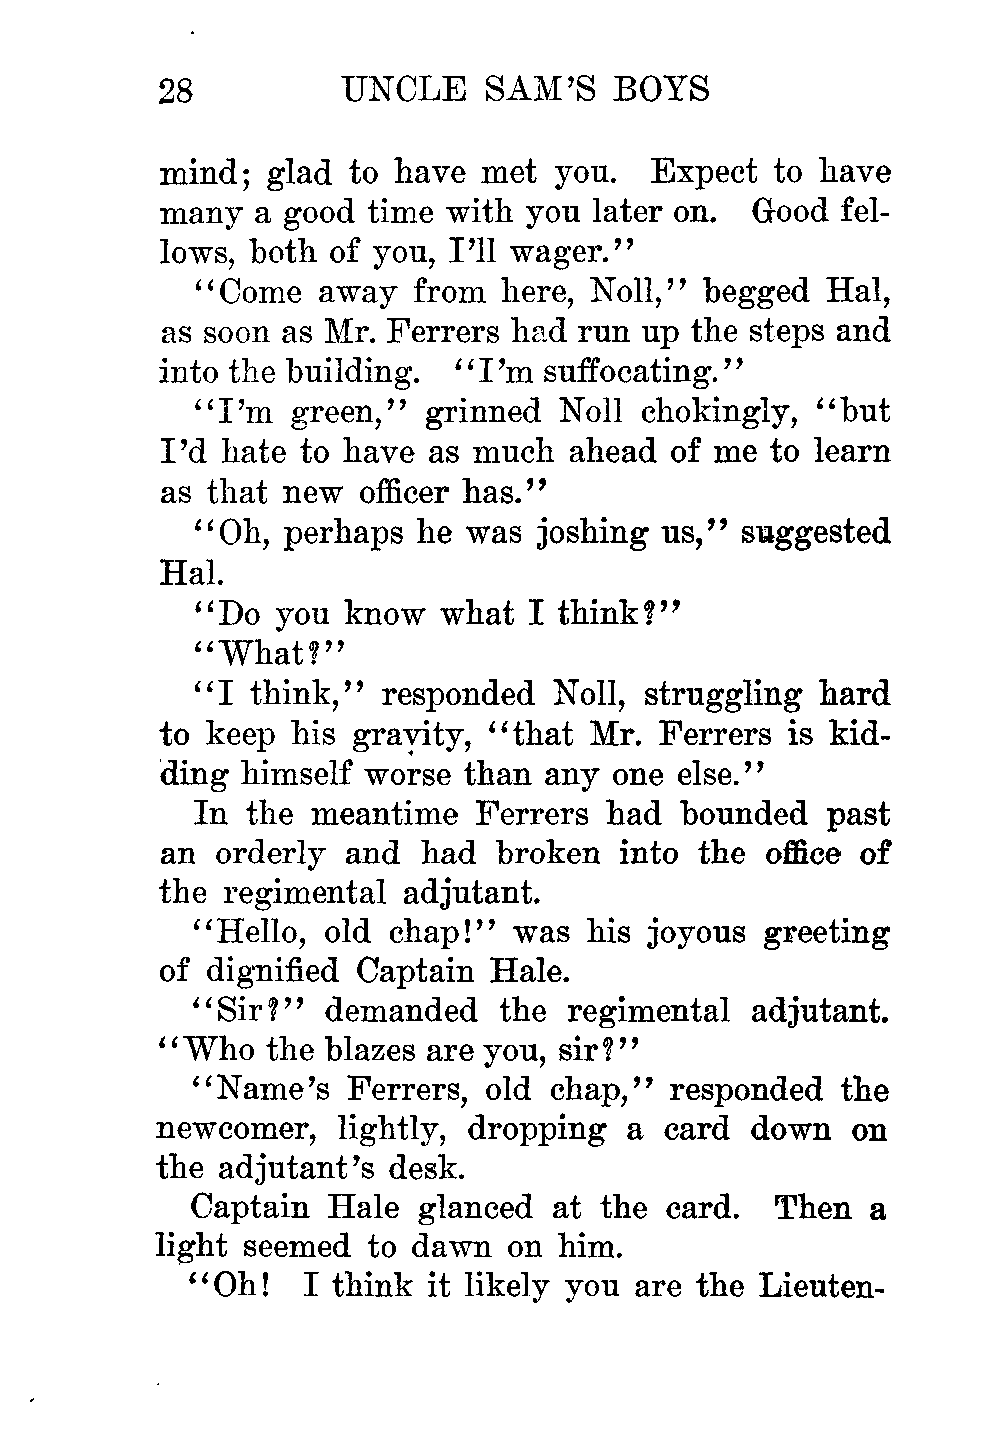 28 UNCLE SAM'S BOYS
mind; glad to have met you. Expect to have
many a good time with you later on. Good fel-
lows, both of you, I'll wager."
"Come away from here, Noll," begged Hal,
as soon as Mr. Ferrers had run up the steps and
into the building. "I'm suffocating."
"I'm green," grinned Noll chokingly, "but
I'd hate to have as much ahead of me to learn
as that new officer has."
"Oh, perhaps he was joshing us," suggested
Hal.
"Do you know what I think?"
"What?"
"I think," responded Noll, struggling hard
to keep his gravity, "that Mr. Ferrers is kid-
ding himself worse than any one else."
In the meantime Ferrers had bounded past
an orderly and had broken into the office of
the regimental adjutant.
"Hello, old chap!" was his joyous greeting
of dignified Captain Hale.
"Sir?" demanded the regimental adjutant.
"Who the blazes are you, sir?"
"Name's Ferrers, old chap," responded the
newcomer, lightly, dropping a card down on
the adjutant's desk.
Captain Hale glanced at the card. Then a
light seemed to dawn on him.
"Oh! I think it likely you are the Lieuten-